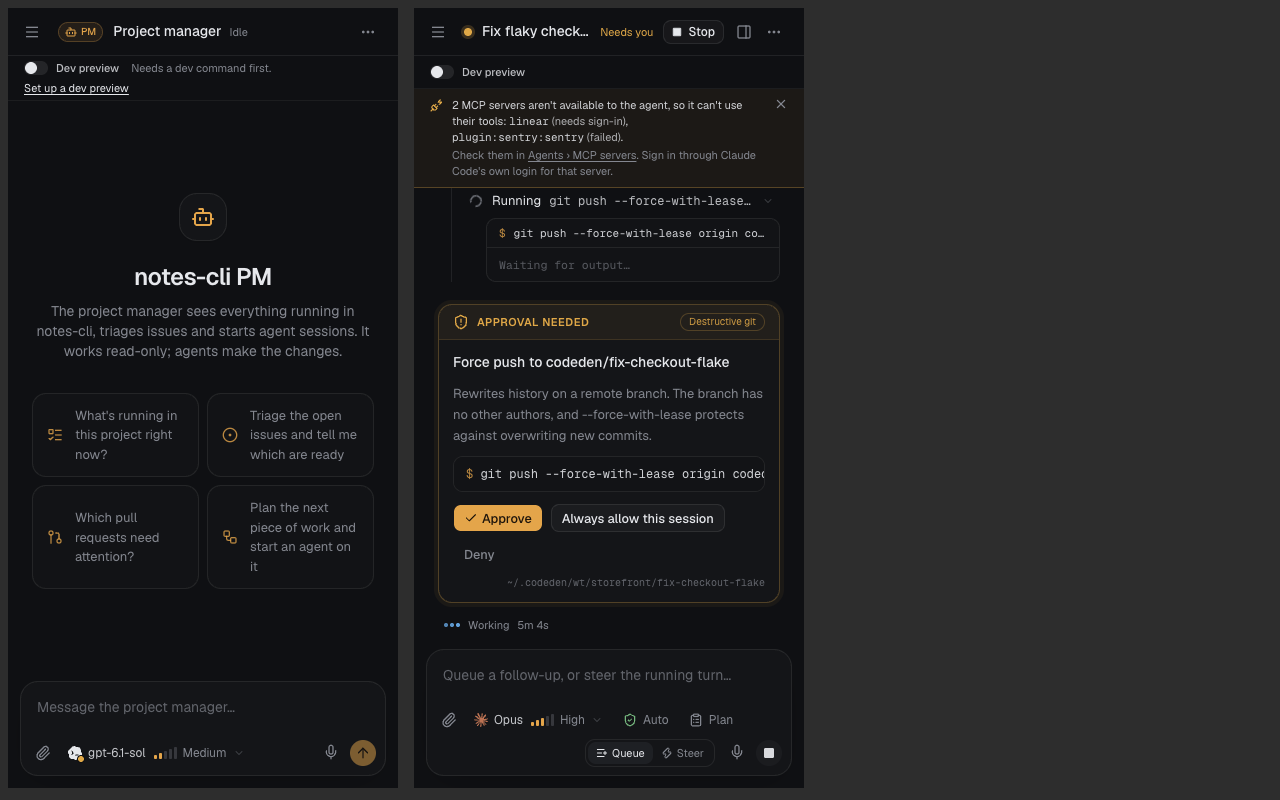 PM Project manager Idle
Dev preview Needs a dev command first.
Set up a dev preview
notes-cli PM
The project manager sees everything running in
notes-cli, triages issues and starts agent sessions. It
works read-only; agents make the changes.
What's running in
this project right
now?
Triage the open
issues and tell me
which are ready
Which pull
requests need
attention?
Plan the next
piece of work and
start an agent on
it
Message the project manager…
gpt-6.1-sol Medium
Fix flaky check… Needs you Stop
Dev preview
2 MCP servers aren't available to the agent, so it can't use
their tools: linear (needs sign-in),
plugin:sentry:sentry (failed).
Check them in Agents › MCP servers. Sign in through Claude
Code's own login for that server.
Running git push --force-with-lease…
$ git push --force-with-lease origin co…
Waiting for output…
APPROVAL NEEDED Destructive git
Force push to codeden/fix-checkout-flake
Rewrites history on a remote branch. The branch has
no other authors, and --force-with-lease protects
against overwriting new commits.
$ git push --force-with-lease origin coded
Approve Always allow this session
Deny
~/.codeden/wt/storefront/fix-checkout-flake
Working 5m 4s
Queue a follow-up, or steer the running turn…
Opus High Auto Plan
Queue Steer